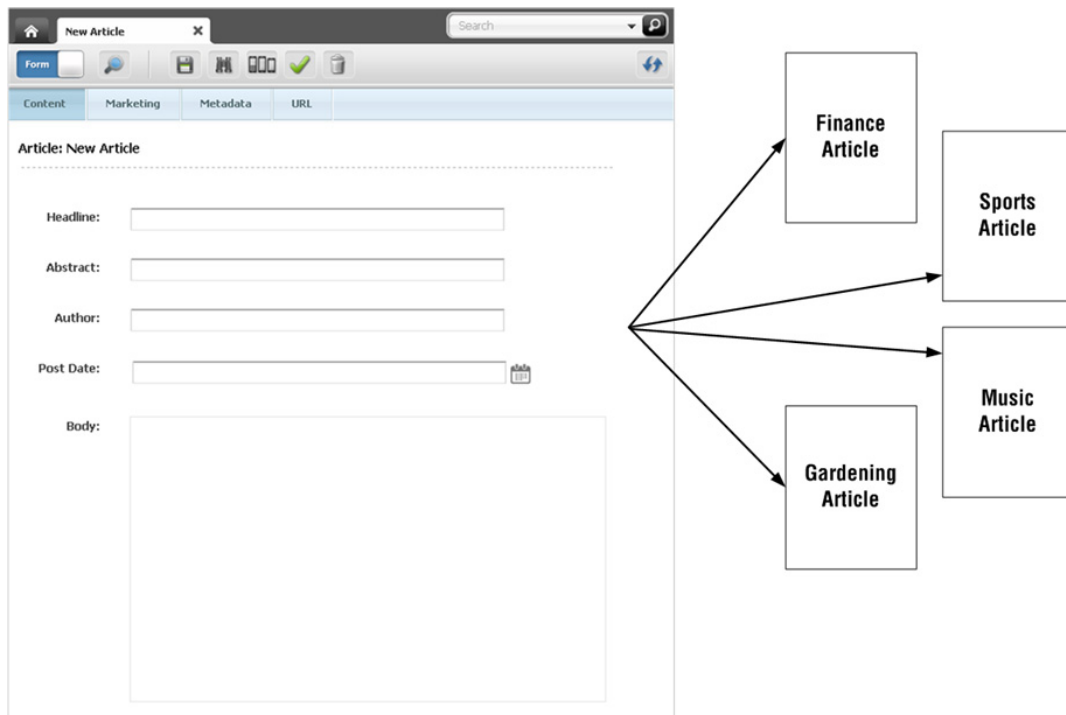 New Article
Search
Form
Content Marketing Metadata URL
Article: New Article
Headline:
Abstract:
Author:
Post Date:
Body:
Finance
Article
Sports
Article
Music
Article
Gardening
Article